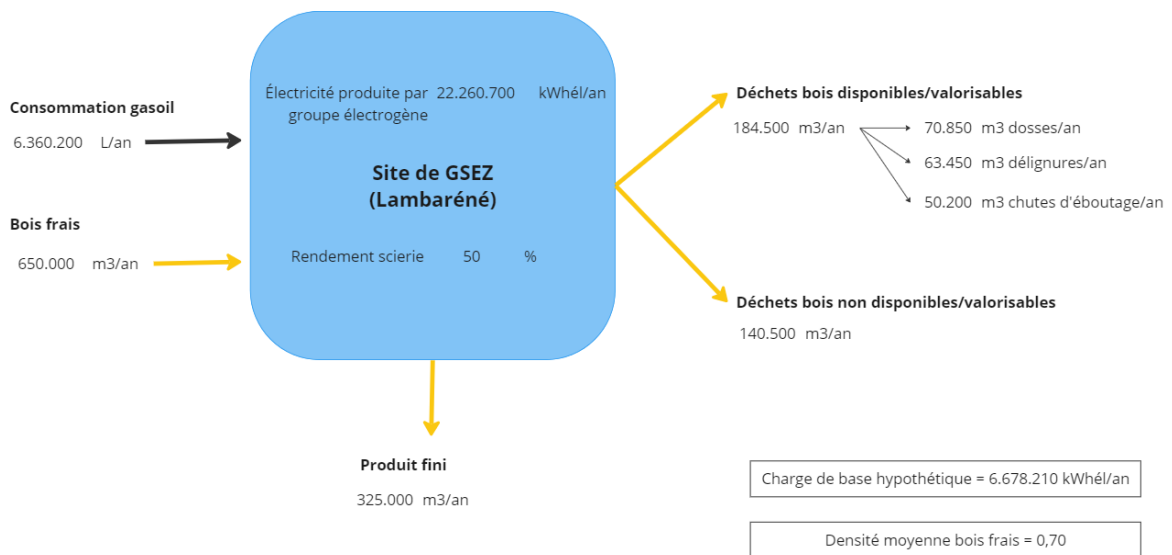 Consommation gasoil
6.360.200 L/an
Bois frais
650.000 m3/an
Électricité produite par 22.260.700 kWhél/an
groupe électrogène
Site de GSEZ
(Lambaréné)
Rendement scierie 50 %
Déchets bois disponibles/valorisables
184.500 m3/an
70.850 m3 dosses/an
63.450 m3 délignures/an
50.200 m3 chutes d'éboutage/an
Déchets bois non disponibles/valorisables
140.500 m3/an
Produit fini
325.000 m3/an
Charge de base hypothétique = 6.678.210 kWhél/an
Densité moyenne bois frais = 0,70